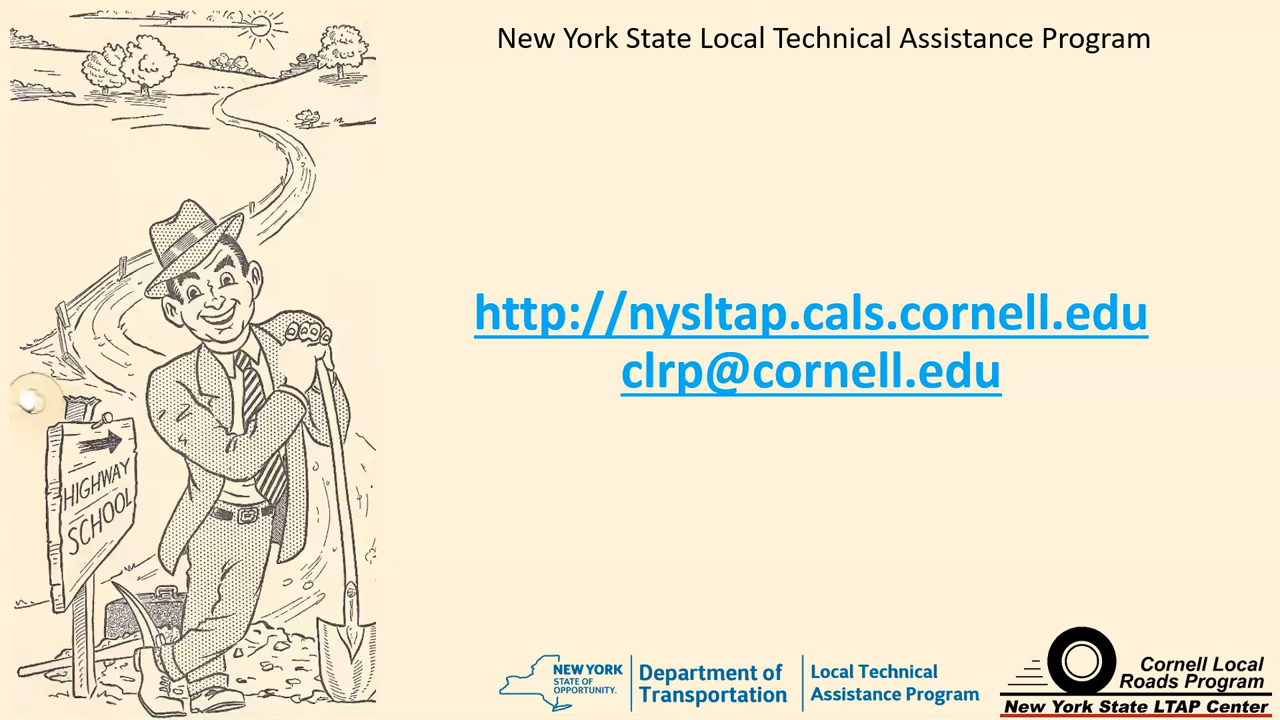 New York State Local Technical Assistance Program
http://nysltap.cals.cornell.edu
clrp@cornell.edu
HIGHWAY
SCHOOL
NEW YORK
STATE OF
OPPORTUNITY.
Department of
Transportation
Local Technical
Assistance Program
Cornell Local
Roads Program
New York State LTAP Center